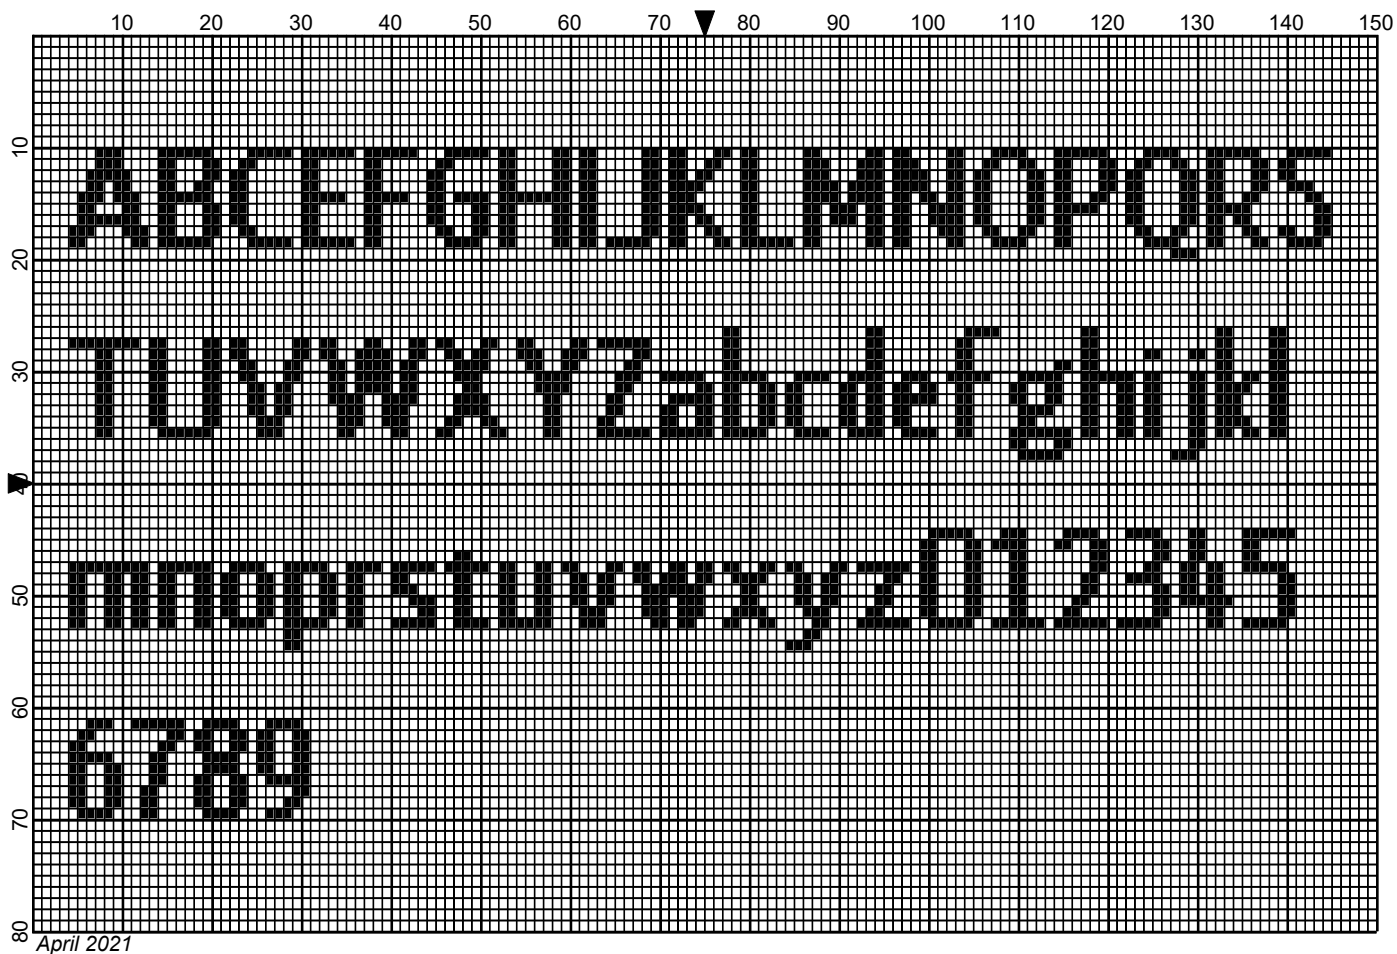 10 20 30 40 50 60 70 80 90 100 110 120 130 140 150
10
ABCEFGHIJKLMNOPQRS
20
TUVWXYZabcdefghijkl
30
40
mnoprstuvwxyz012345
50
60
6789
70
80
April 2021